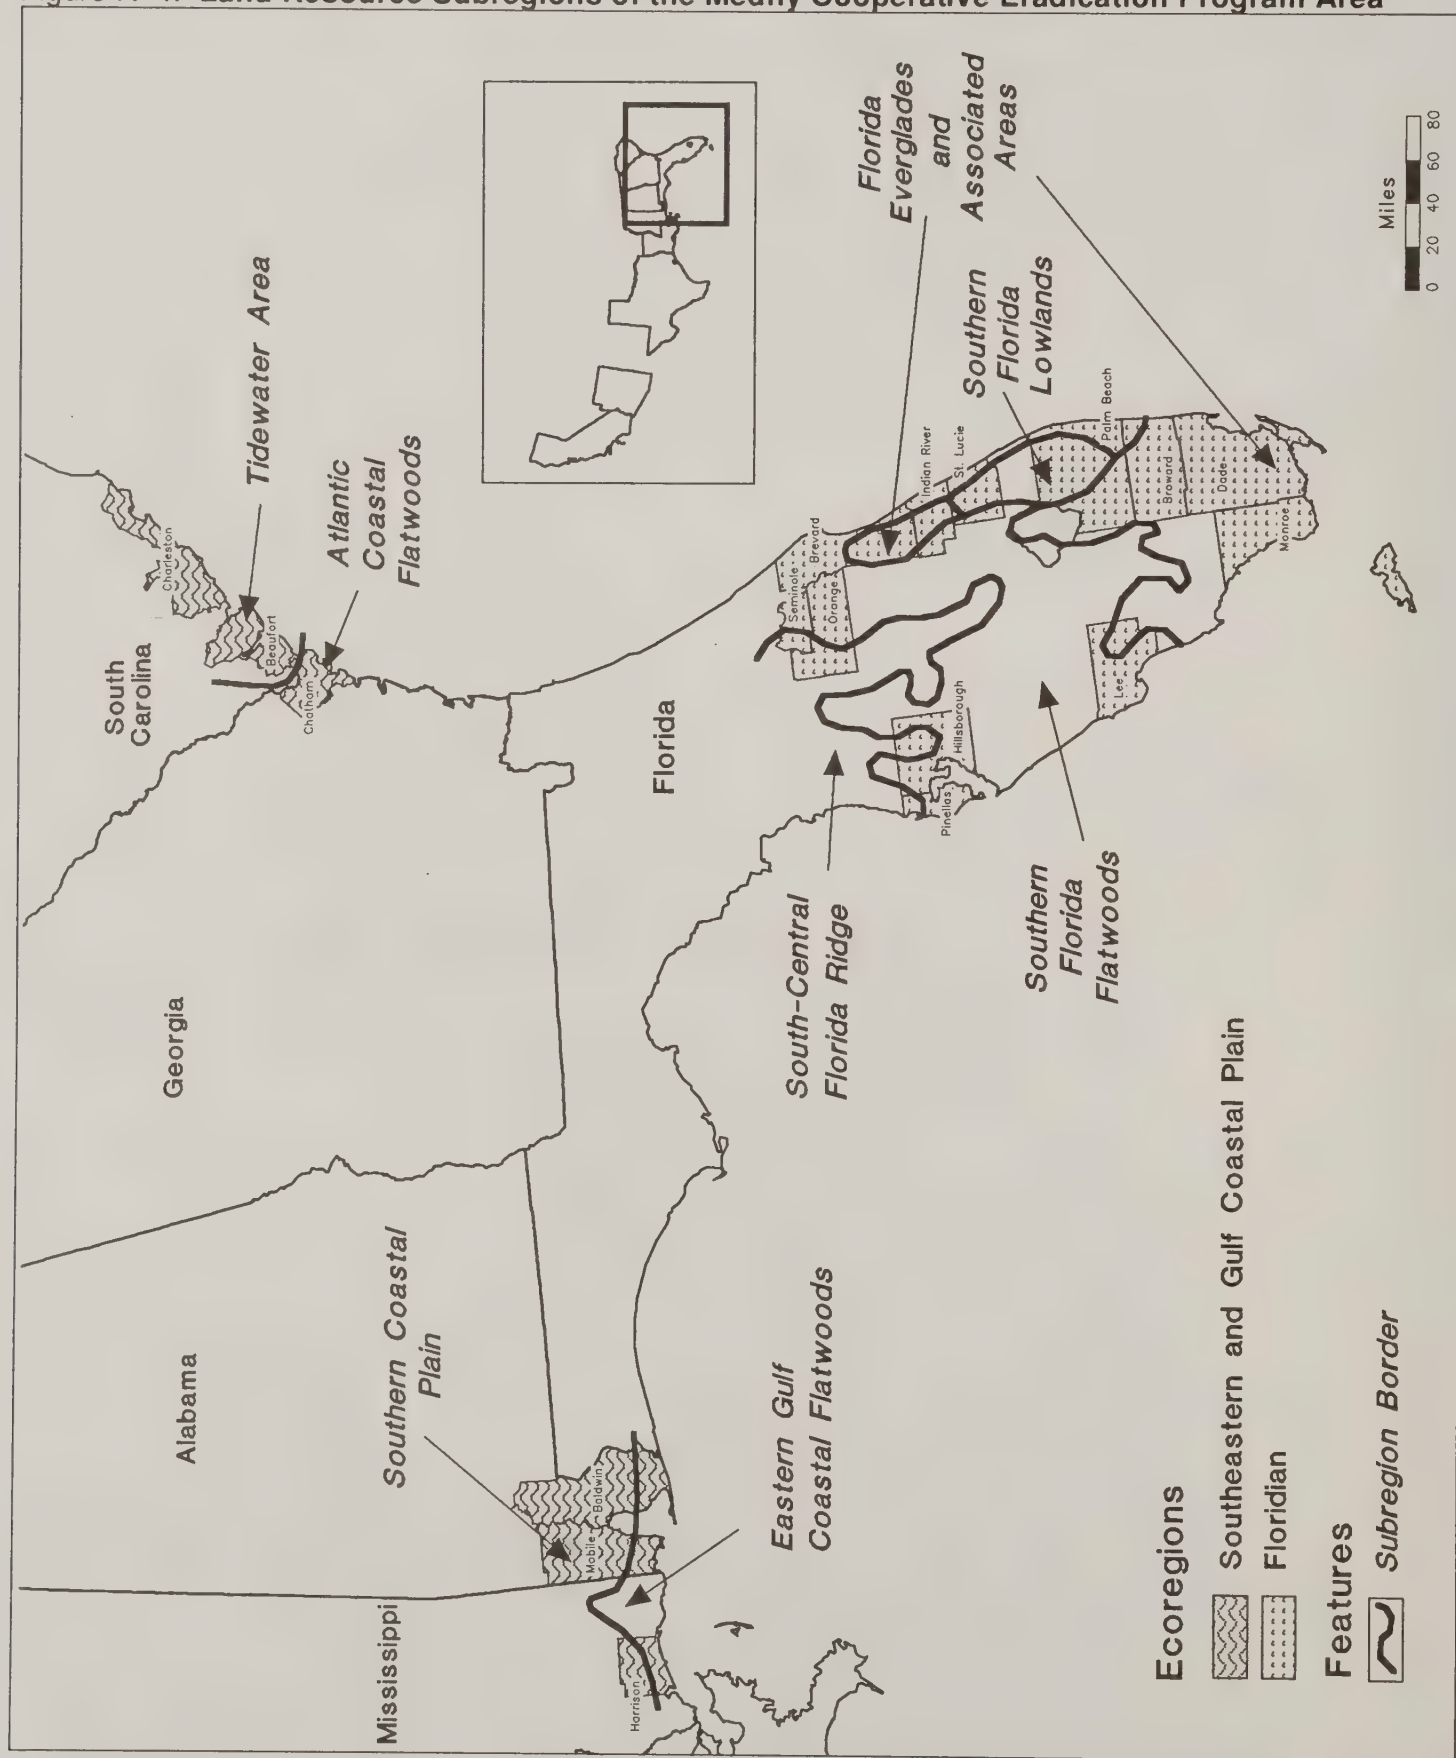 Land Resource Subregions of the Medfly Cooperative Eradication Program Area
Mississippi
Alabama
Georgia
South
Carolina
Florida
Southern Coastal
Plain
Eastern Gulf
Coastal Flatwoods
Tidewater Area
Atlantic
Coastal
Flatwoods
South-Central
Florida Ridge
Southern
Florida
Flatwoods
Florida
Everglades
and
Associated
Areas
Southern
Florida
Lowlands
Harrison
Mobile
Baldwin
Charleston
Beaufort
Chatham
Seminole
Orange
Brevard
Indian River
St. Lucie
Palm Beach
Broward
Dade
Monroe
Lee
Hillsborough
Pinellas
Ecoregions
Southeastern and Gulf Coastal Plain
Floridian
Features
Subregion Border
Miles
0 20 40 60 80